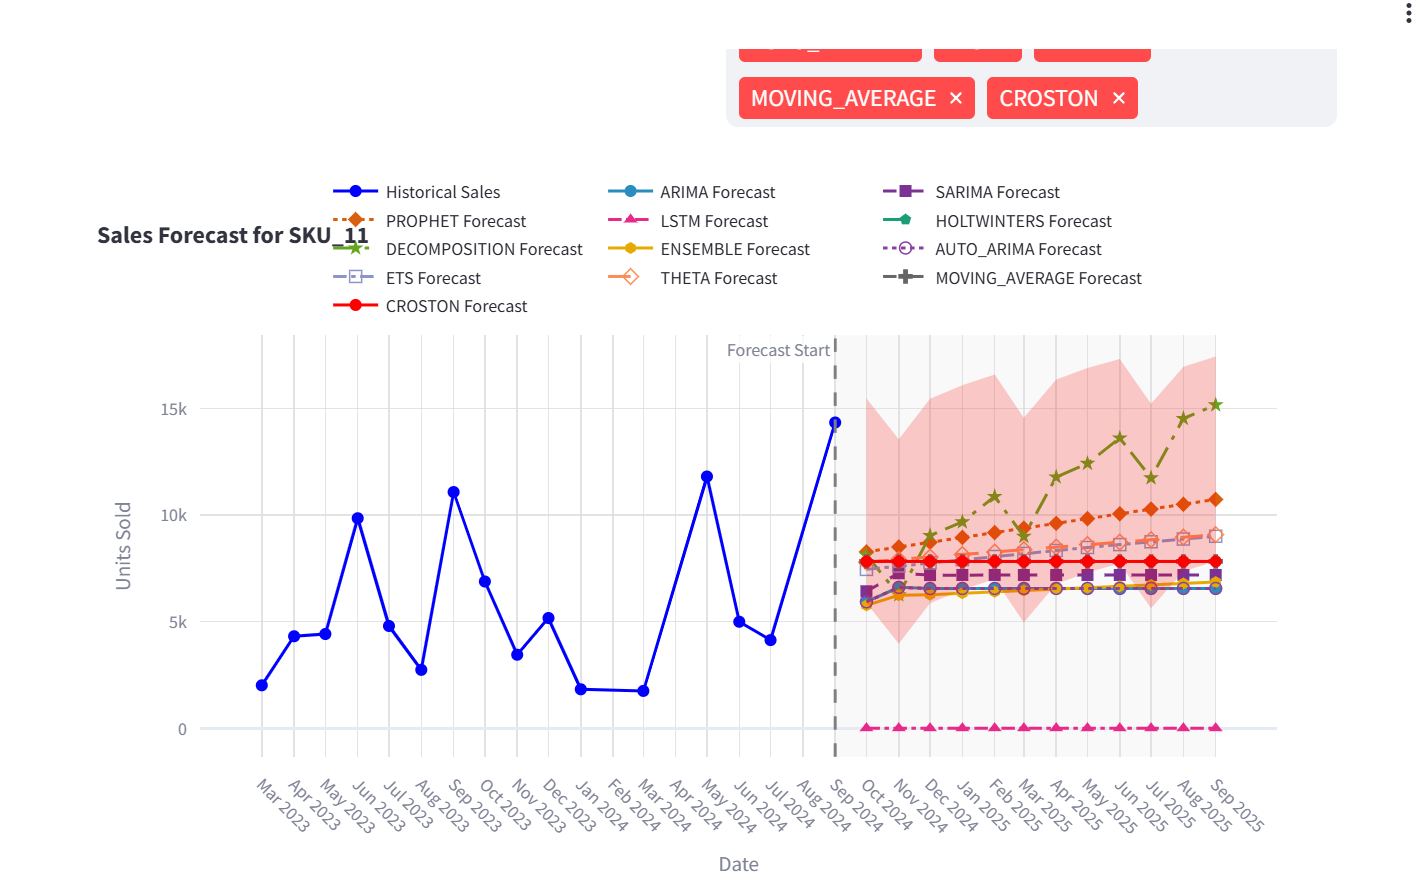 MOVING_AVERAGE × CROSTON ×
Historical Sales ARIMA Forecast SARIMA Forecast
PROPHET Forecast LSTM Forecast HOLTWINTERS Forecast
Sales Forecast for SKU_11
DECOMPOSITION Forecast ENSEMBLE Forecast AUTO_ARIMA Forecast
ETS Forecast THETA Forecast MOVING_AVERAGE Forecast
CROSTON Forecast
Forecast Start
15k
10k
5k
0
Units Sold
Mar 2023 Apr 2023 May 2023 Jun 2023 Jul 2023 Aug 2023 Sep 2023 Oct 2023 Nov 2023 Dec 2023 Jan 2024 Feb 2024 Mar 2024 Apr 2024 May 2024 Jun 2024 Jul 2024 Aug 2024 Sep 2024 Oct 2024 Nov 2024 Dec 2024 Jan 2025 Feb 2025 Mar 2025 Apr 2025 May 2025 Jun 2025 Jul 2025 Aug 2025 Sep 2025
Date